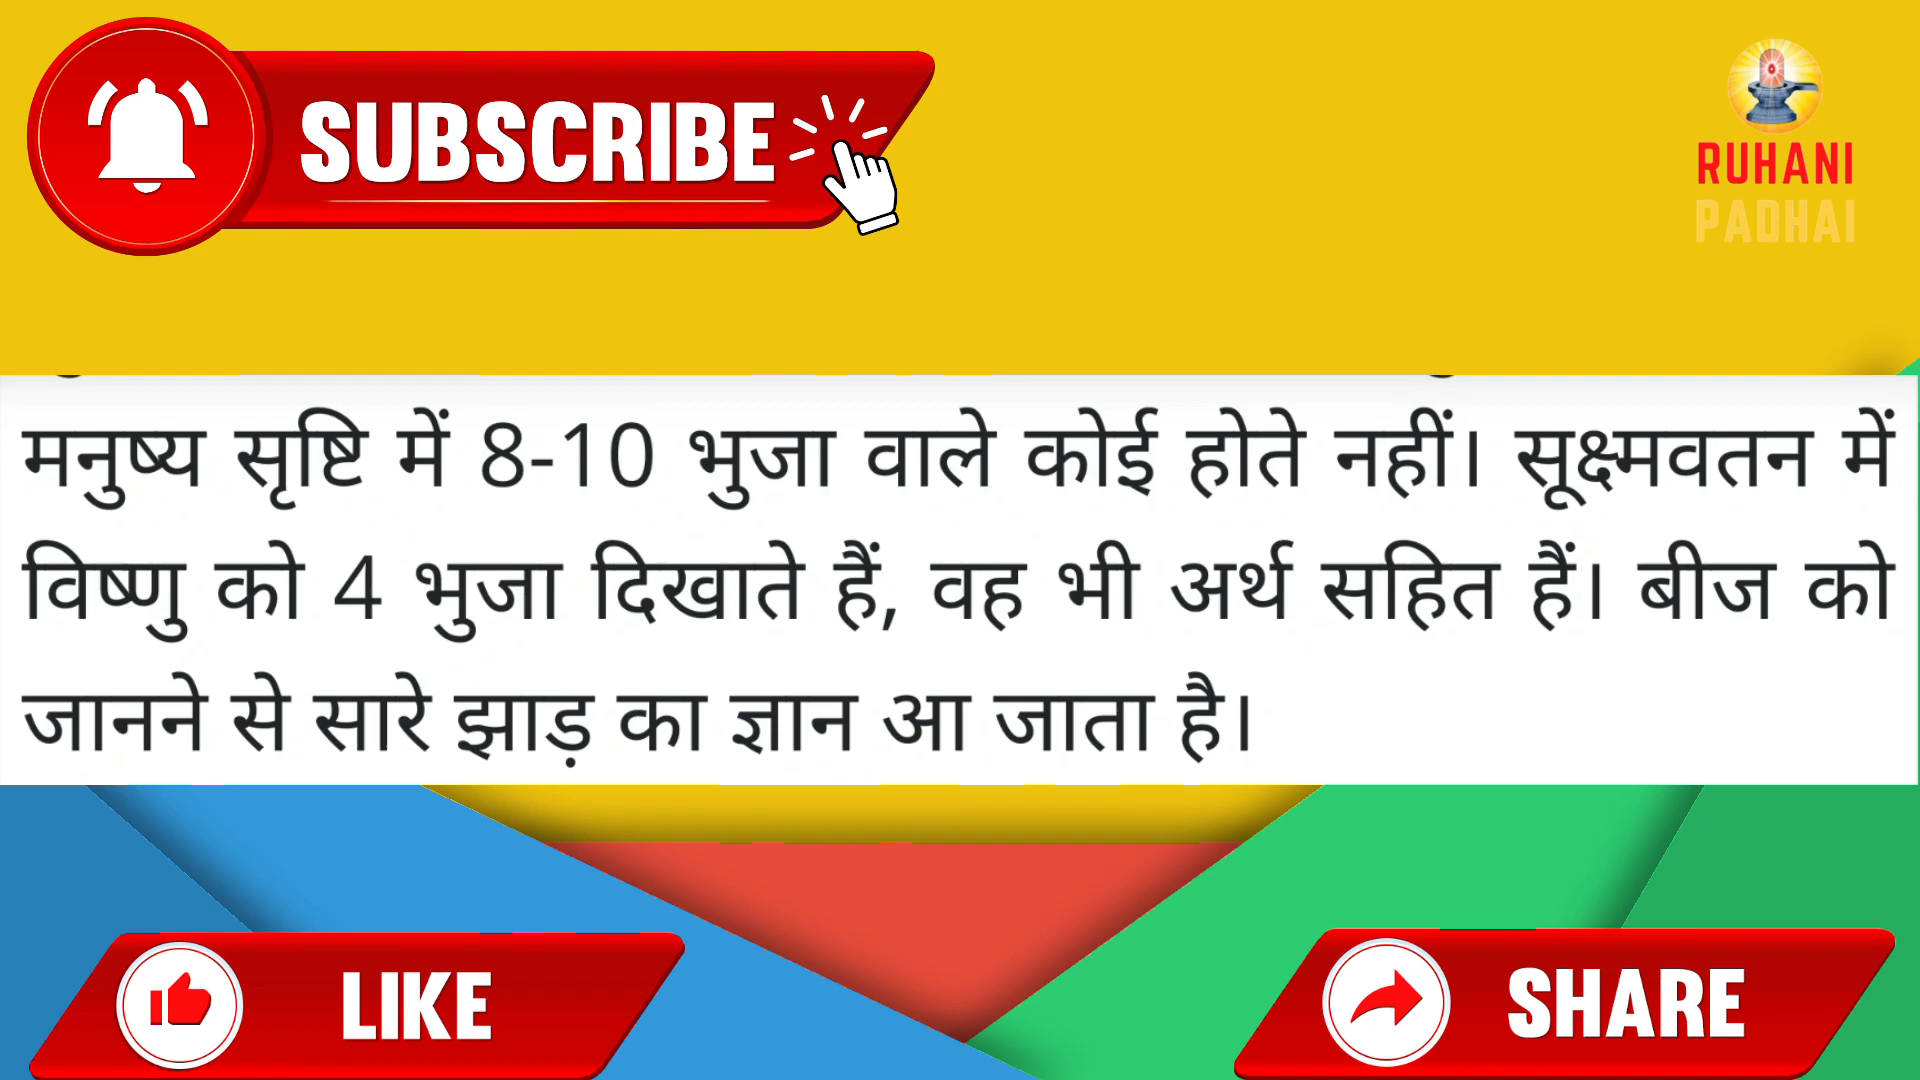 SUBSCRIBE
RUHANI
PADHAI
मनुष्य सृष्टि में 8-10 भुजा वाले कोई होते नहीं। सूक्ष्मवतन में
विष्णु को 4 भुजा दिखाते हैं, वह भी अर्थ सहित हैं। बीज को
जानने से सारे झाड़ का ज्ञान आ जाता है।
LIKE
SHARE